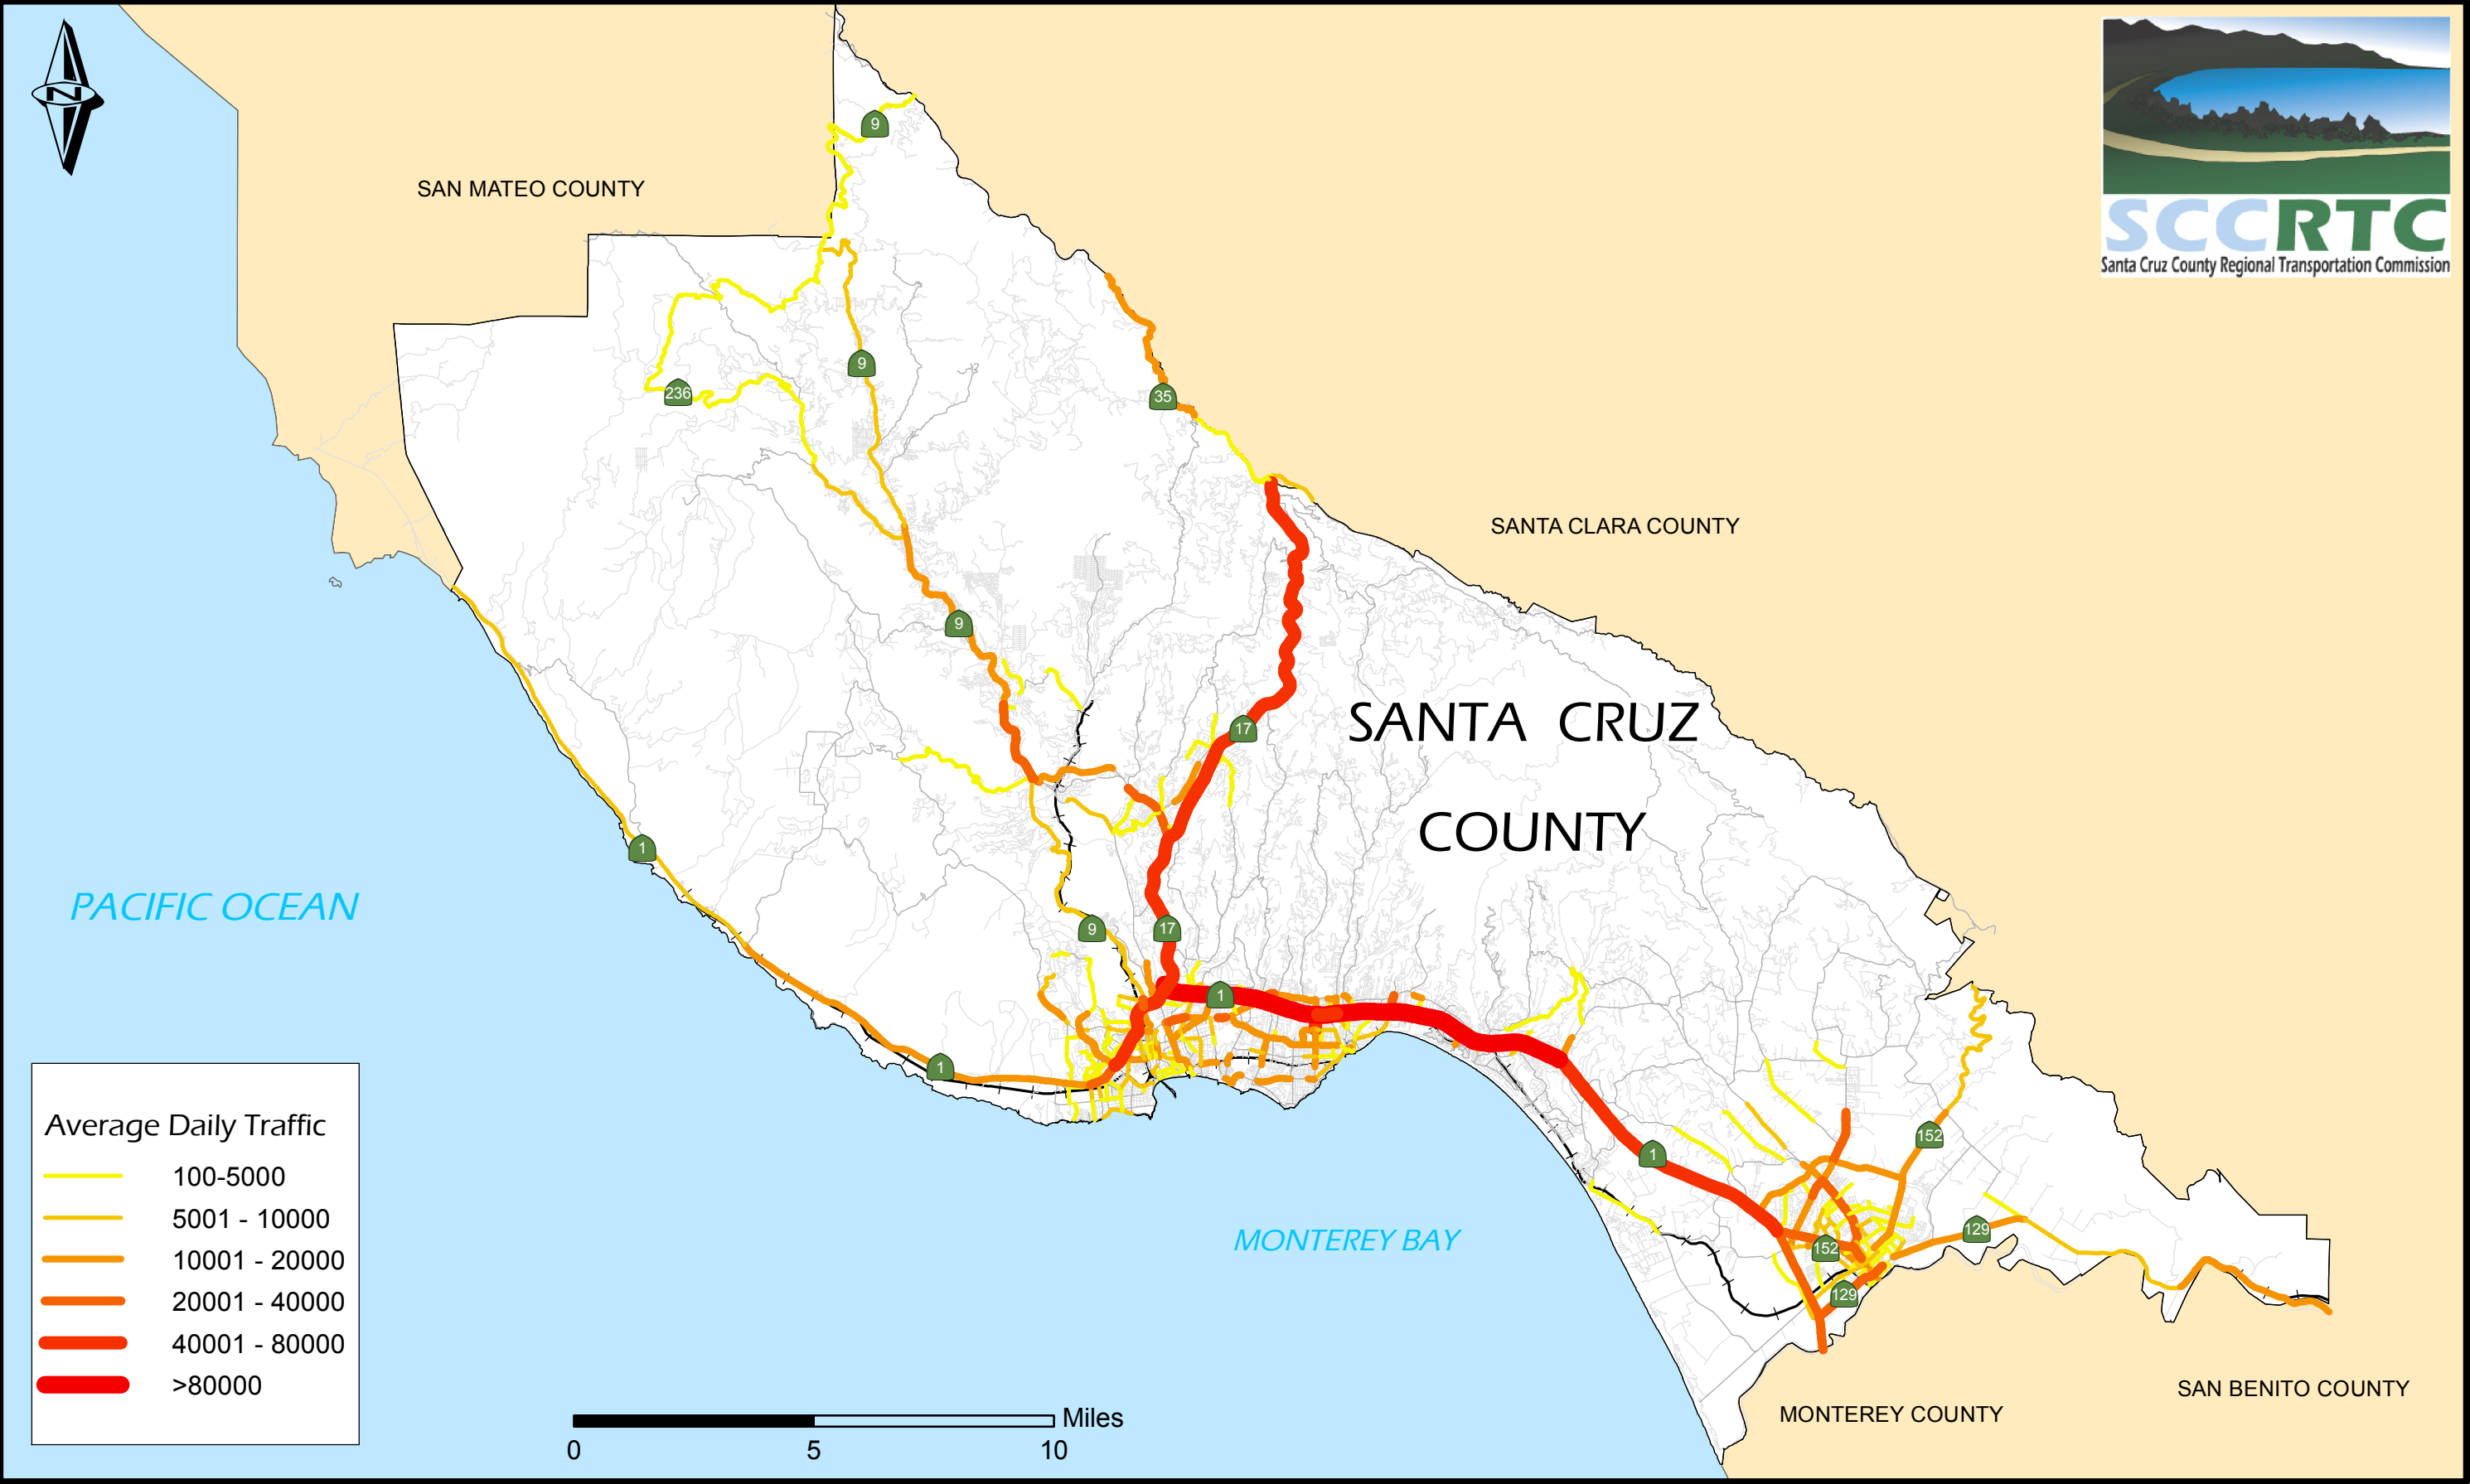 N
SCCRTC
Santa Cruz County Regional Transportation Commission
SAN MATEO COUNTY
9
9
236
35
SANTA CLARA COUNTY
9
17
SANTA CRUZ
COUNTY
1
PACIFIC OCEAN
9
17
1
1
152
1
MONTEREY BAY
129
152
129
Average Daily Traffic
100-5000
5001 - 10000
10001 - 20000
20001 - 40000
40001 - 80000
>80000
Miles
0 5 10
SAN BENITO COUNTY
MONTEREY COUNTY